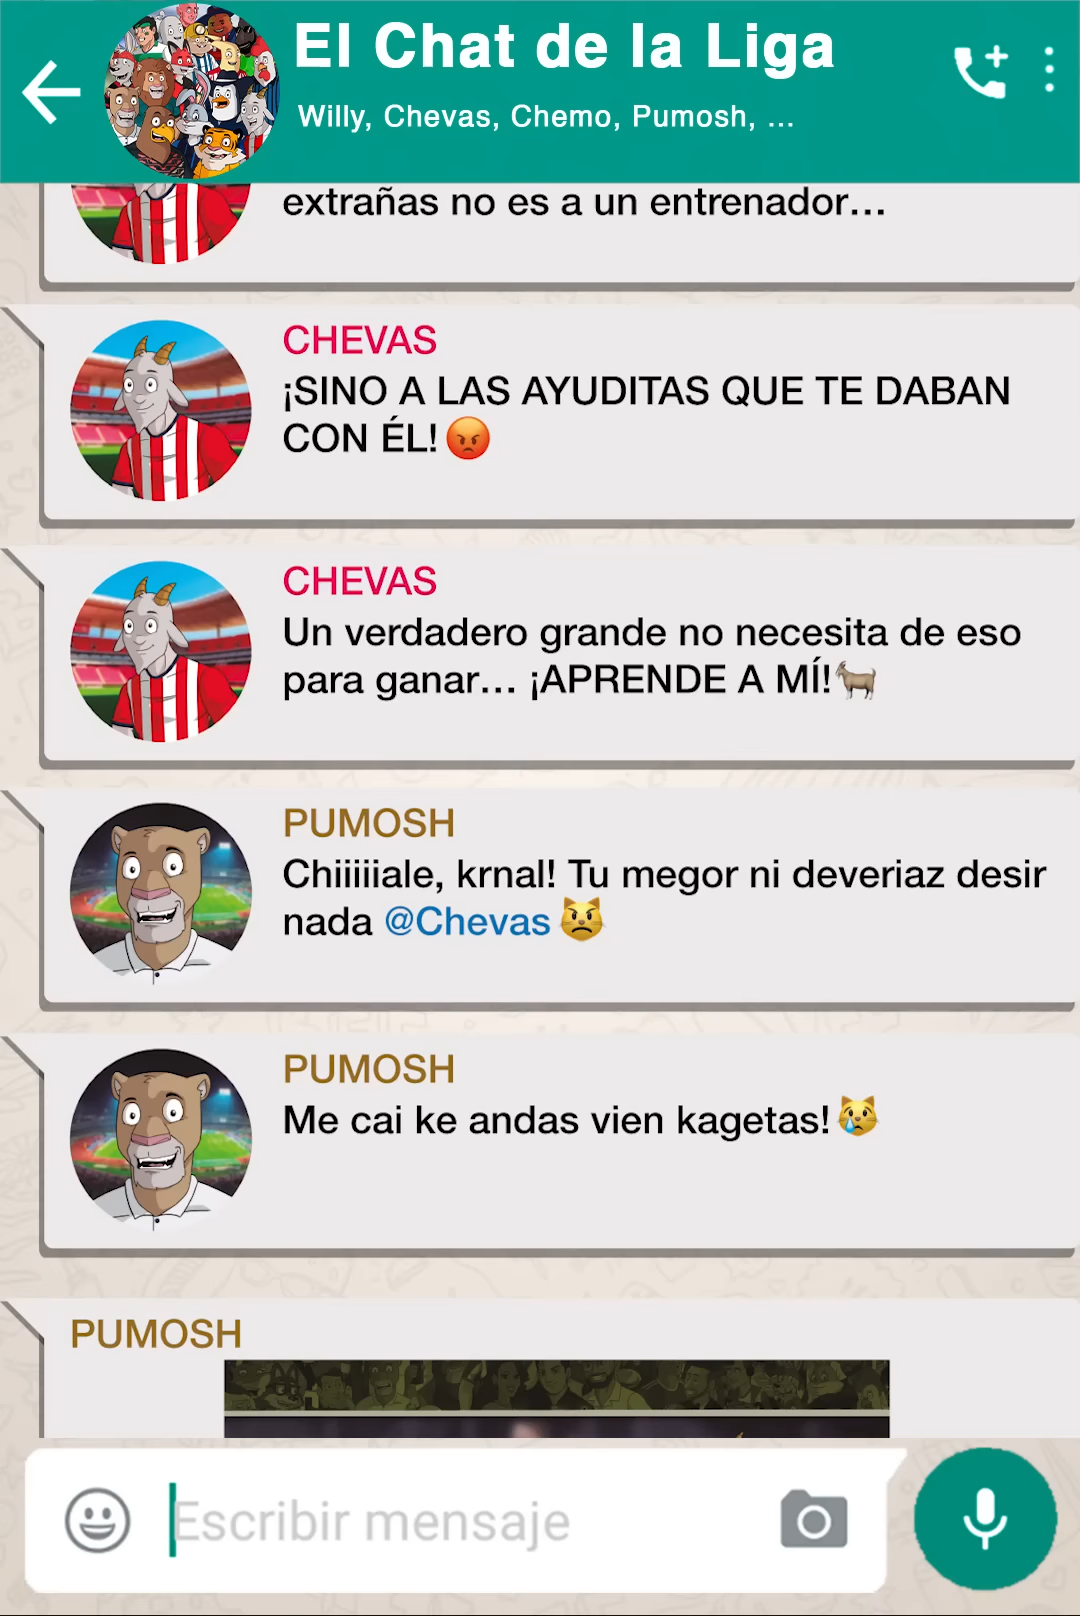 El Chat de la Liga
Willy, Chevas, Chemo, Pumosh, ...
extrañas no es a un entrenador...
CHEVAS
¡SINO A LAS AYUDITAS QUE TE DABAN
CON ÉL!😡
CHEVAS
Un verdadero grande no necesita de eso
para ganar... ¡APRENDE A MÍ!🐐
PUMOSH
Chiiiiiale, krnal! Tu megor ni deveriaz desir
nada @Chevas 😾
PUMOSH
Me cai ke andas vien kagetas!😿
PUMOSH
Escribir mensaje